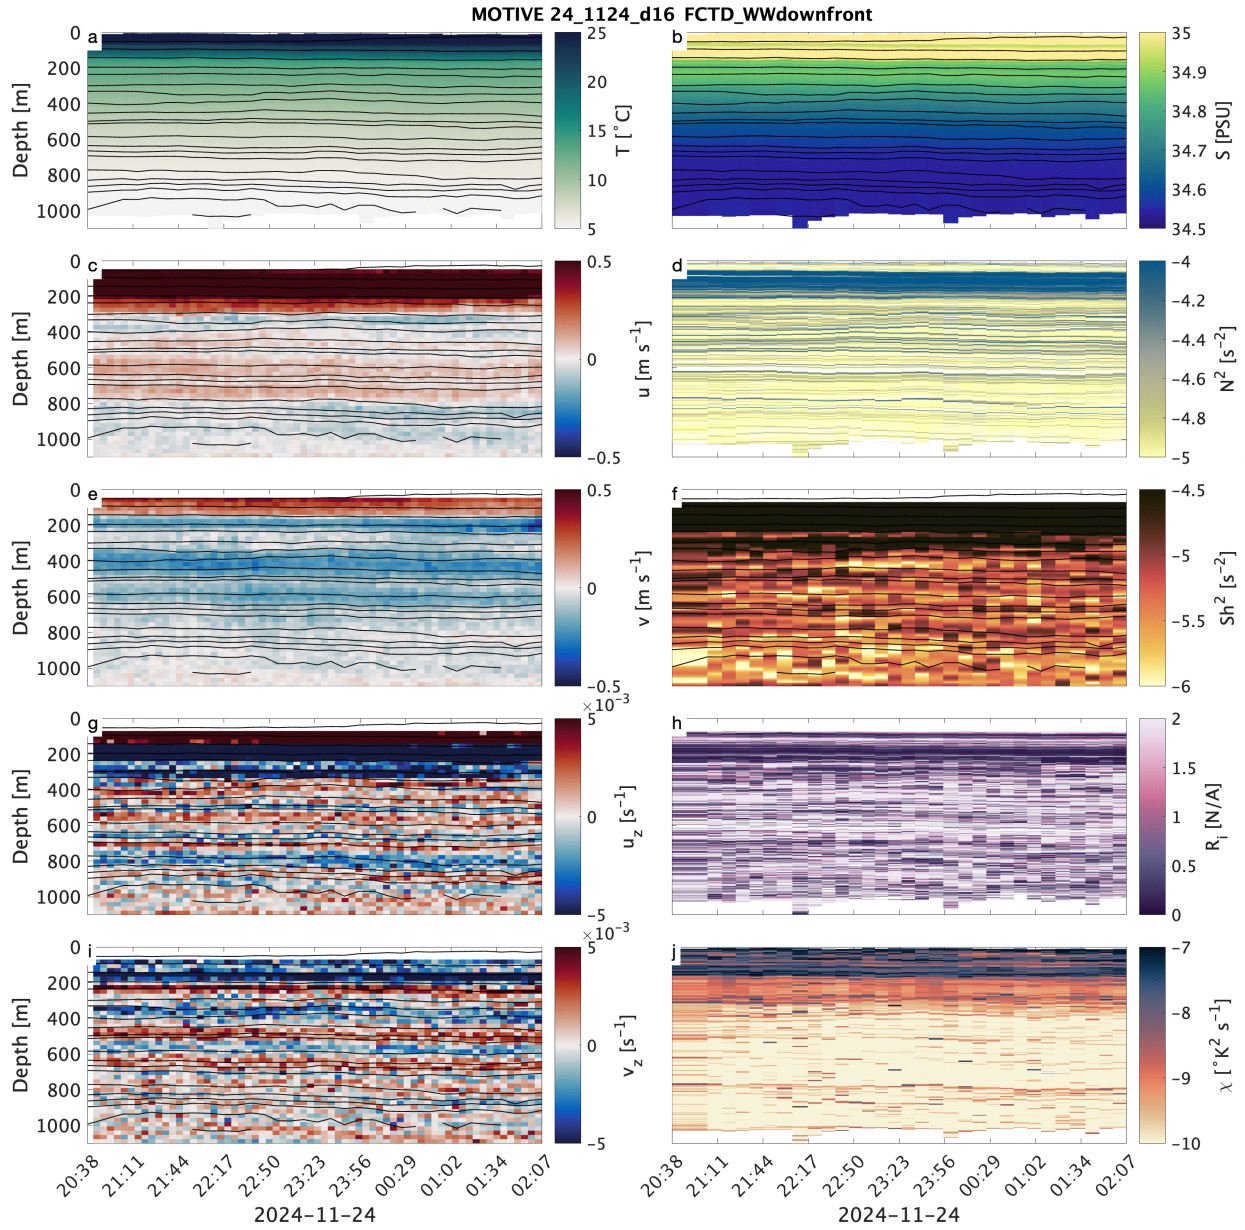 MOTIVE 24_1124_d16 FCTD_WWdownfront
a
0
200
400
600
800
1000
Depth [m]
25
20
15
10
5
T [°C]
b
35
34.9
34.8
34.7
34.6
34.5
S [PSU]
c
0
200
400
600
800
1000
Depth [m]
0.5
0
-0.5
u [m s⁻¹]
d
-4
-4.2
-4.4
-4.6
-4.8
-5
N² [s⁻²]
e
0
200
400
600
800
1000
Depth [m]
0.5
0
-0.5
v [m s⁻¹]
f
-4.5
-5
-5.5
-6
Sh² [s⁻²]
g
0
200
400
600
800
1000
Depth [m]
×10⁻³
5
0
-5
u_z [s⁻¹]
h
2
1.5
1
0.5
0
R_i [N/A]
i
0
200
400
600
800
1000
Depth [m]
×10⁻³
5
0
-5
v_z [s⁻¹]
j
-7
-8
-9
-10
χ [°K² s⁻¹]
20:38 21:11 21:44 22:17 22:50 23:23 23:56 00:29 01:02 01:34 02:07
2024-11-24
20:38 21:11 21:44 22:17 22:50 23:23 23:56 00:29 01:02 01:34 02:07
2024-11-24